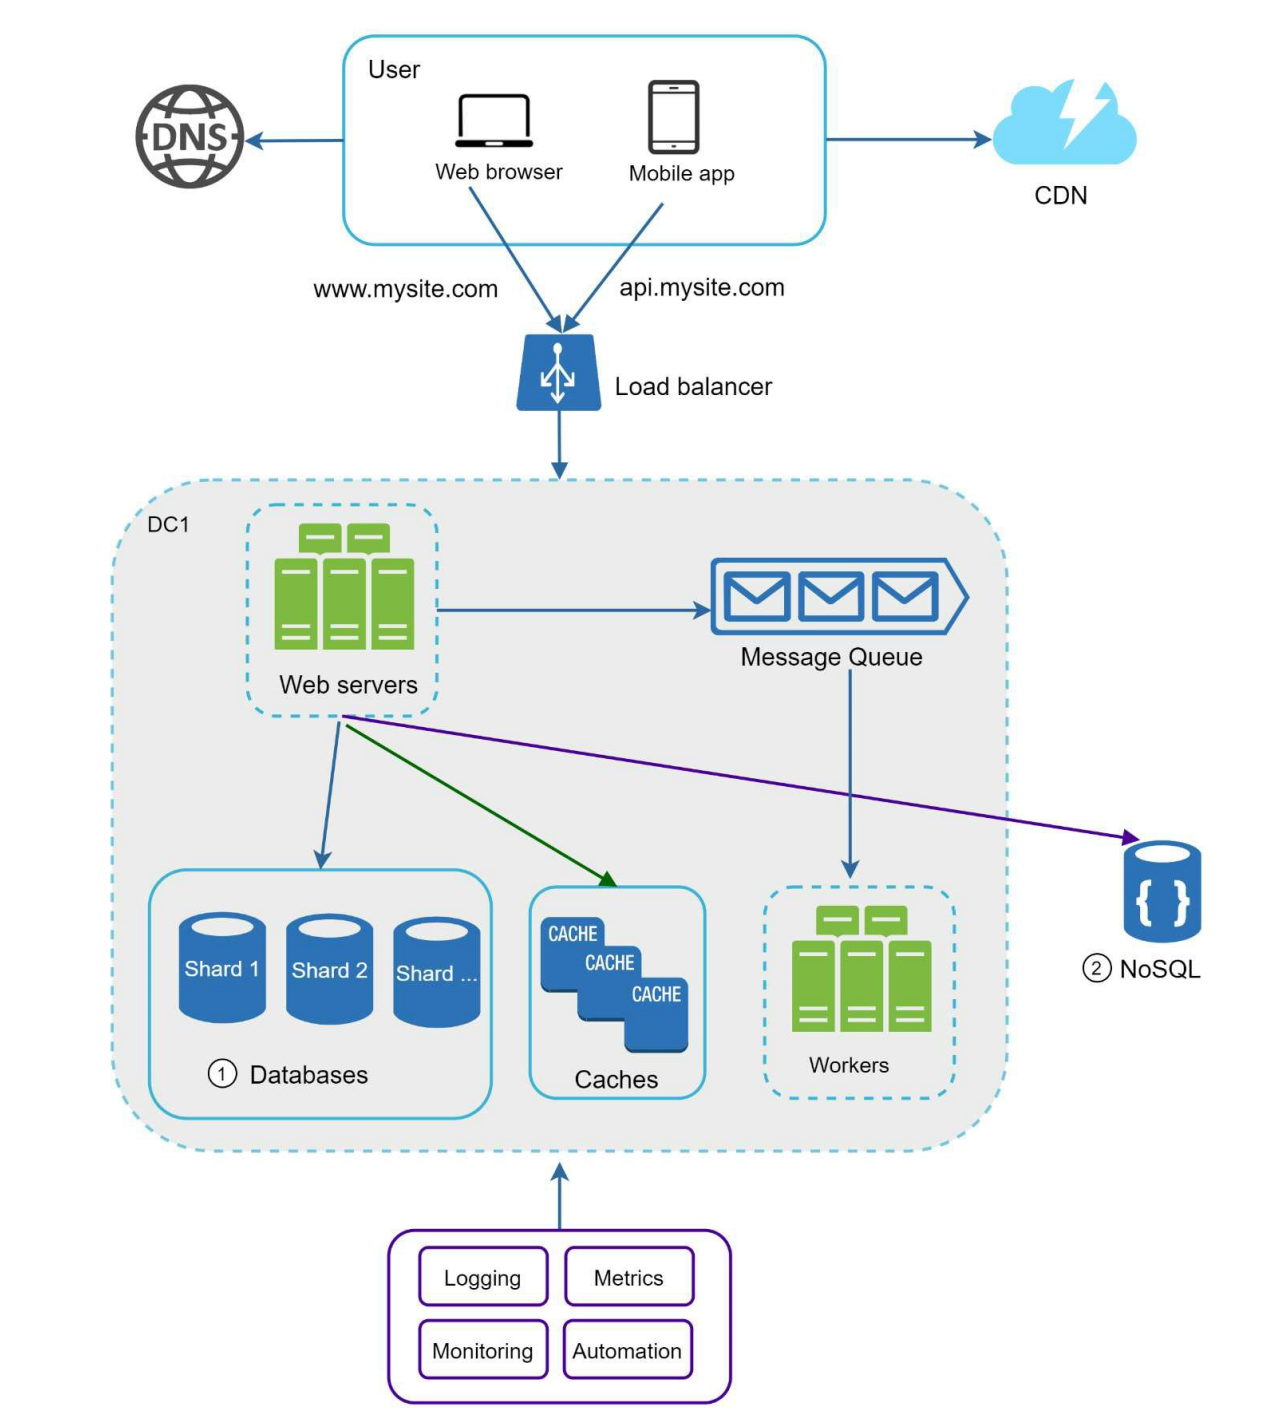 User
DNS
Web browser
Mobile app
CDN
www.mysite.com
api.mysite.com
Load balancer
DC1
Web servers
Message Queue
CACHE
CACHE
CACHE
Shard 1
Shard 2
Shard ...
{ }
2 NoSQL
Workers
1 Databases
Caches
Logging
Metrics
Monitoring
Automation